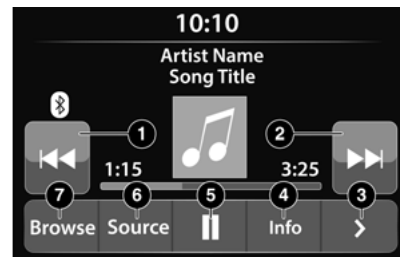 10:10
Artist Name
Song Title
1 2
1:15 3:25
7 6 5 4 3
Browse Source Info